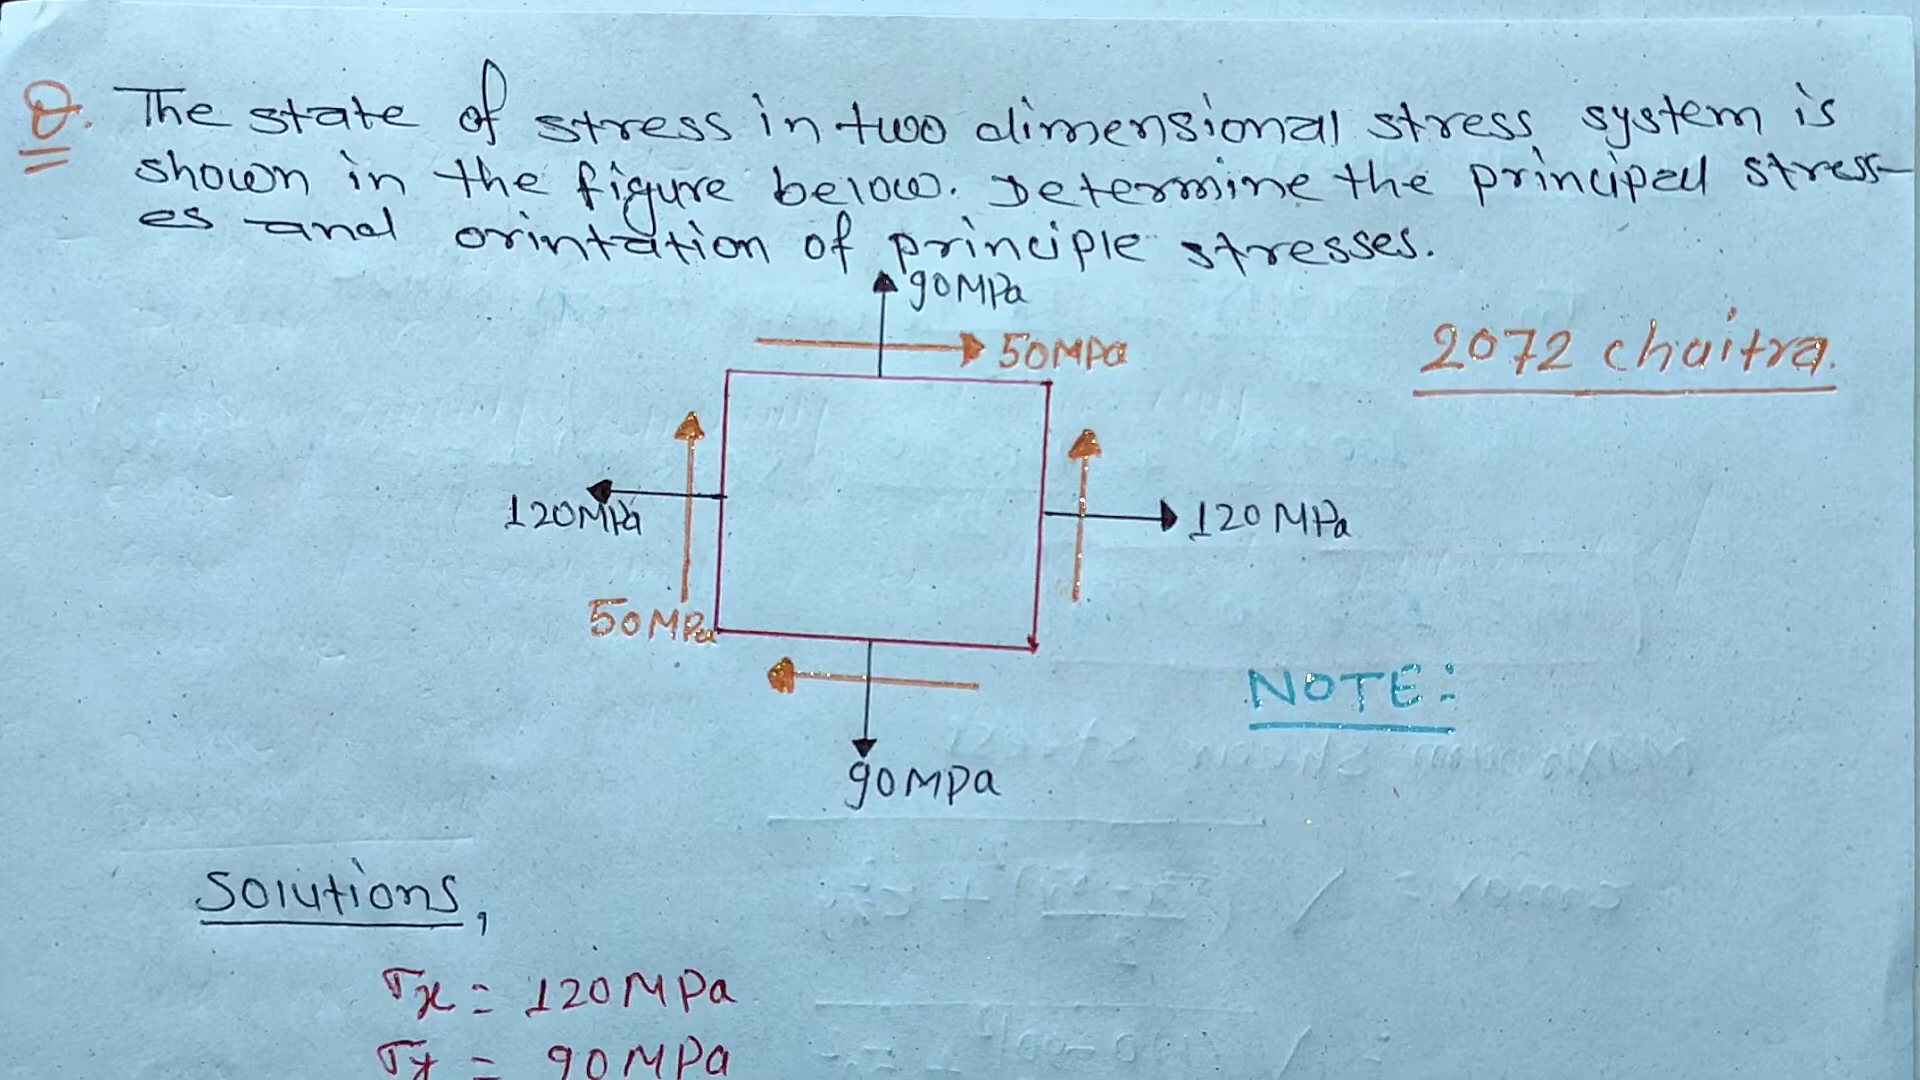 Q. The state of stress in two dimensional stress system is
shown in the figure below. Determine the principal stress-
es and orintation of principle stresses.
90MPa
50MPa
2072 chaitra.
120MPa
120MPa
50MPa
NOTE:
90MPa
Solutions,
σx = 120MPa
σy = 90MPa